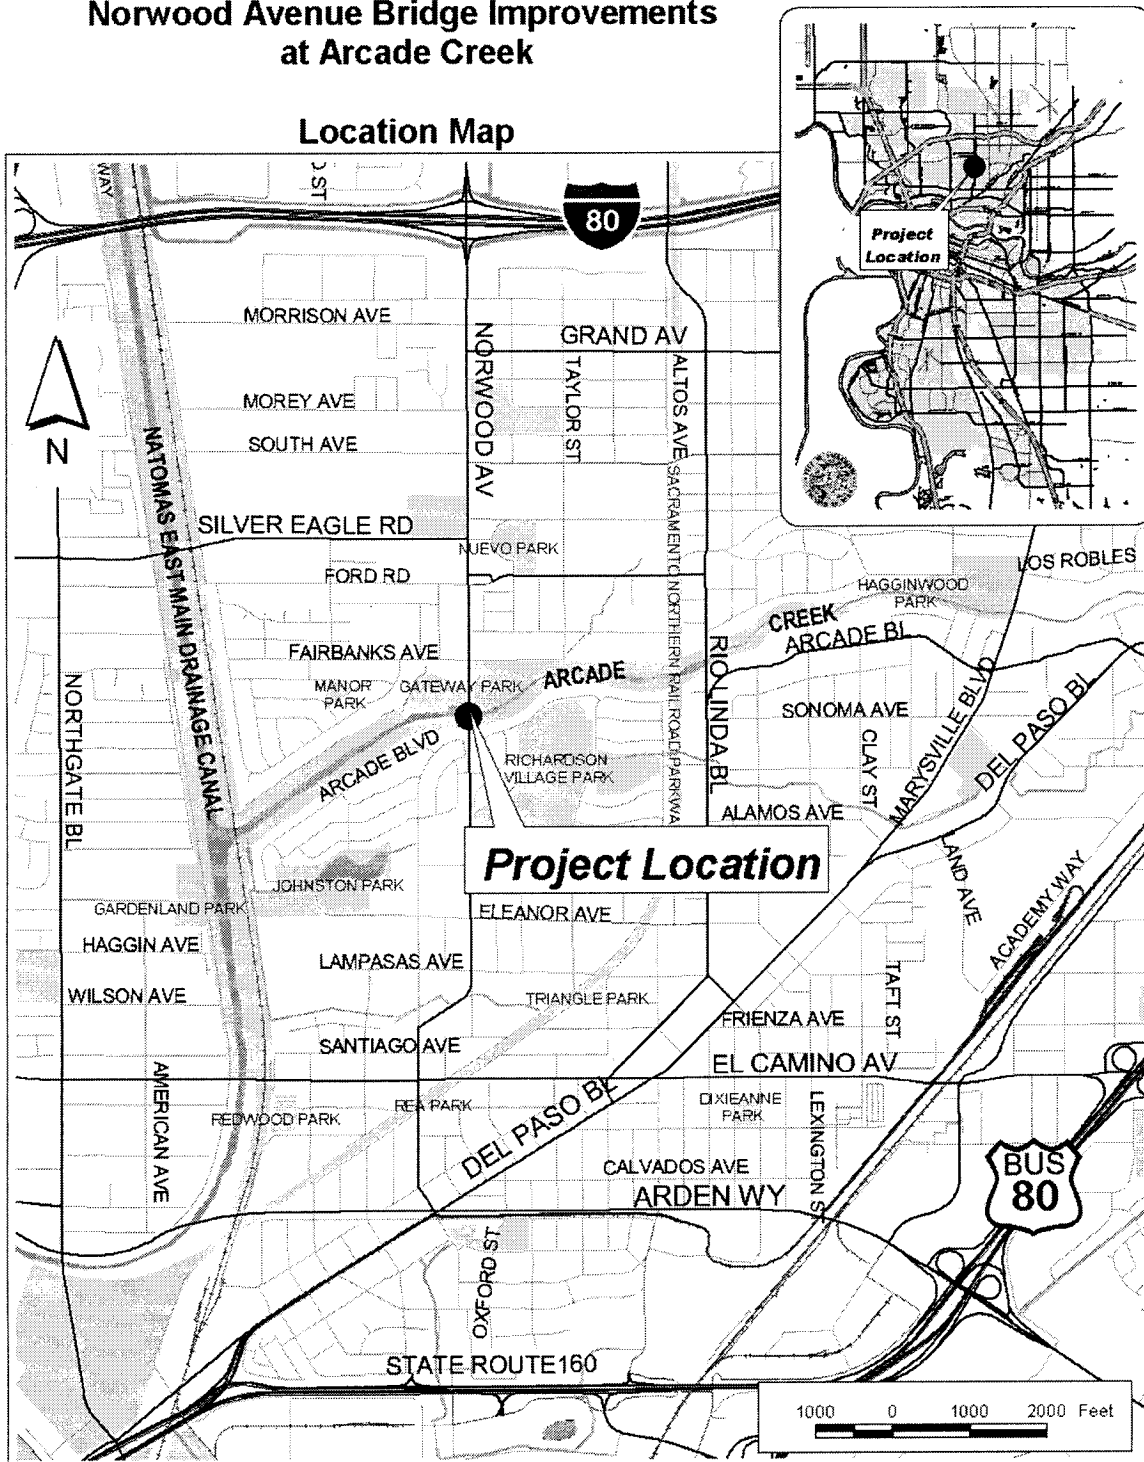 Norwood Avenue Bridge Improvements
at Arcade Creek
Location Map
WAY
ST
80
Project
Location
MORRISON AVE
GRAND AV
NORWOOD AV
TAYLOR ST
ALTOS AVE
MOREY AVE
SOUTH AVE
N
NATOMAS EAST MAIN DRAINAGE CANAL
SACRAMENTO NORTHERN RAIL ROAD PARKWA
SILVER EAGLE RD
NUEVO PARK
LOS ROBLES
FORD RD
HAGGINWOOD
PARK
CREEK
ARCADE BL
FAIRBANKS AVE
ARCADE
RIO LINDA BL
MANOR
PARK
GATEWAY PARK
NORTHGATE BL
SONOMA AVE
MARYSVILLE BLVD
DEL PASO BL
CLAY ST
ARCADE BLVD
RICHARDSON
VILLAGE PARK
ALAMOS AVE
Project Location
LAND AVE
ACADEMY WAY
JOHNSTON PARK
GARDENLAND PARK
ELEANOR AVE
HAGGIN AVE
LAMPASAS AVE
WILSON AVE
TRIANGLE PARK
TAFT ST
FRIENZA AVE
SANTIAGO AVE
EL CAMINO AV
AMERICAN AVE
REDWOOD PARK
REA PARK
DEL PASO BL
DIXIEANNE
PARK
LEXINGTON ST
CALVADOS AVE
ARDEN WY
BUS
80
OXFORD ST
STATE ROUTE160
1000 0 1000 2000 Feet